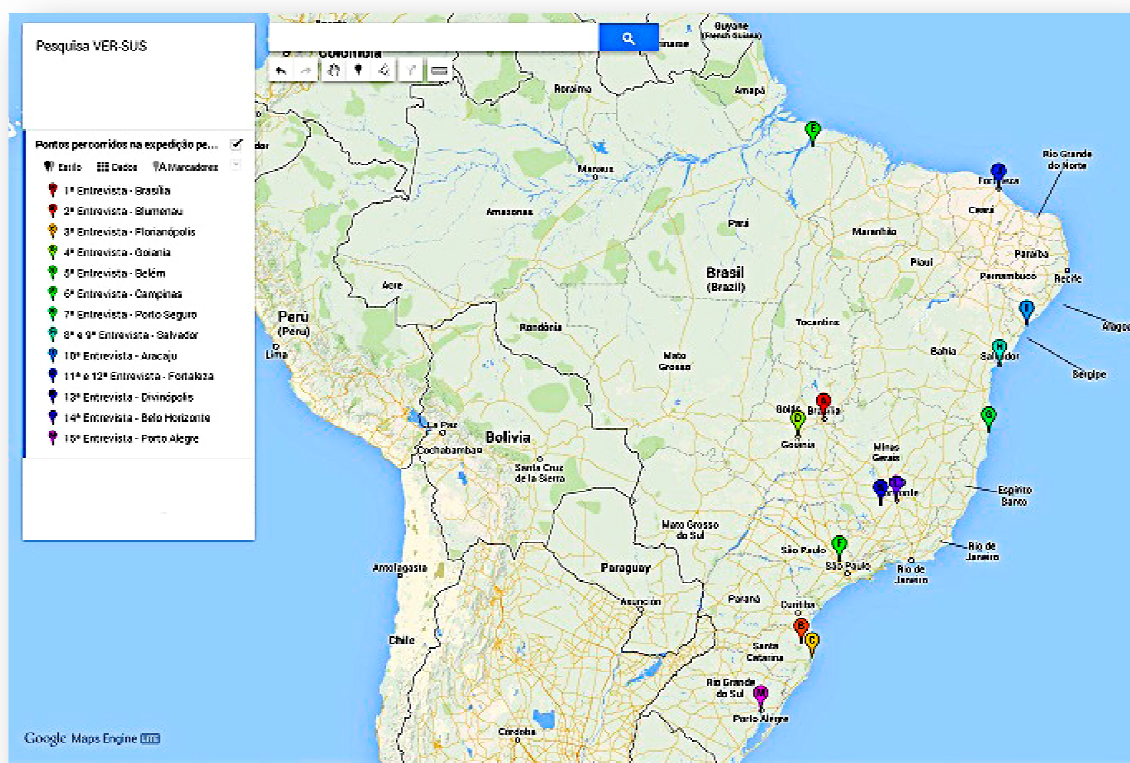 Pesquisa VER-SUS
Pontos percorridos na expedição pe...
Estilo Dados Marcadores
1ª Entrevista - Brasília
2ª Entrevista - Blumenau
3ª Entrevista - Florianópolis
4ª Entrevista - Goiania
5ª Entrevista - Belém
6ª Entrevista - Campinas
7ª Entrevista - Porto Seguro
8ª e 9ª Entrevista - Salvador
10ª Entrevista - Aracaju
11ª e 12ª Entrevista - Fortaleza
13ª Entrevista - Divinópolis
14ª Entrevista - Belo Horizonte
15ª Entrevista - Porto Alegre
Google Maps Engine
Colombia
Guyane
(French Guiana)
Roraima
Amapá
E
Manaus
J
Fortaleza
Rio Grande
do Norte
Ceará
Amazonas
Pará
Maranhão
Paraíba
Piauí
Pernambuco
Recife
Brasil
(Brazil)
Acre
Perú
(Peru)
Lima
Rondônia
Tocantins
I
Alagoas
Mato
Grosso
Bahia
H
Salvador
Sergipe
A
Goiás
Brasília
D
Goiânia
G
La Paz
Bolivia
Cochabamba
Santa Cruz
de la Sierra
Minas
Gerais
Espírito
Santo
Mato Grosso
do Sul
F
São Paulo
São Paulo
Rio de
Janeiro
Rio de
Janeiro
Antofagasta
Paraguay
Asunción
Paraná
Curitiba
B
C
Santa
Catarina
Chile
Rio Grande
do Sul
M
Porto Alegre
Córdoba